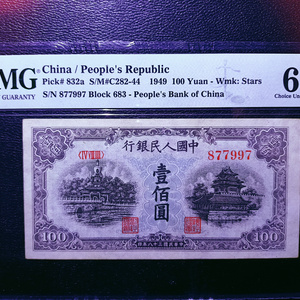 MG
GUARANTY
China / People's Republic
Pick# 832a S/M#C282-44 1949 100 Yuan - Wmk: Stars
S/N 877997 Block 683 - People's Bank of China
6
Choice Un
行銀民人國中
877997
壹佰圓
100
100